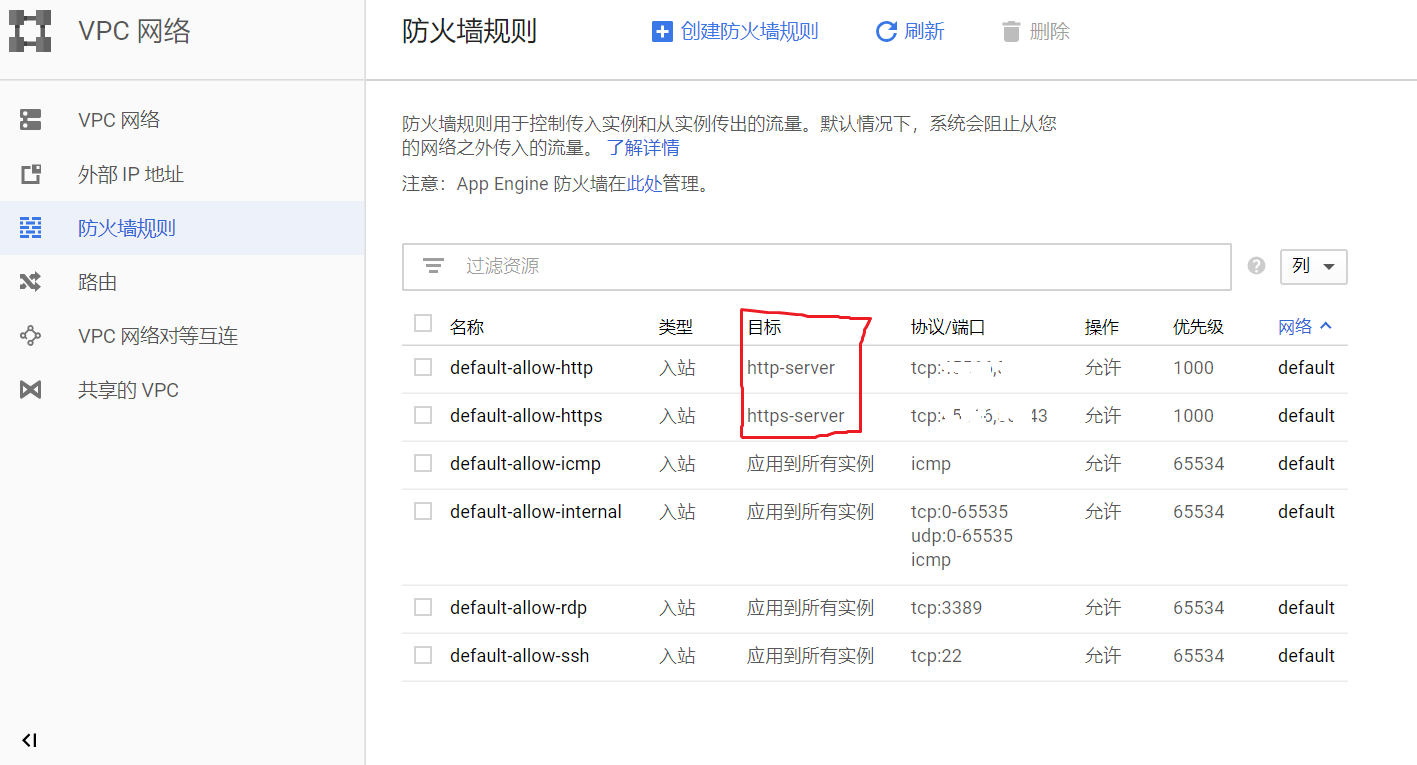 VPC 网络
防火墙规则
创建防火墙规则
刷新
删除
VPC 网络
外部 IP 地址
防火墙规则
路由
VPC 网络对等互连
共享的 VPC
防火墙规则用于控制传入实例和从实例传出的流量。默认情况下，系统会阻止从您
的网络之外传入的流量。 了解详情
注意：App Engine 防火墙在此处管理。
过滤资源
列
名称 类型 目标 协议/端口 操作 优先级 网络
default-allow-http 入站 http-server tcp: 允许 1000 default
default-allow-https 入站 https-server tcp: 43 允许 1000 default
default-allow-icmp 入站 应用到所有实例 icmp 允许 65534 default
default-allow-internal 入站 应用到所有实例 tcp:0-65535 允许 65534 default
udp:0-65535
icmp
default-allow-rdp 入站 应用到所有实例 tcp:3389 允许 65534 default
default-allow-ssh 入站 应用到所有实例 tcp:22 允许 65534 default